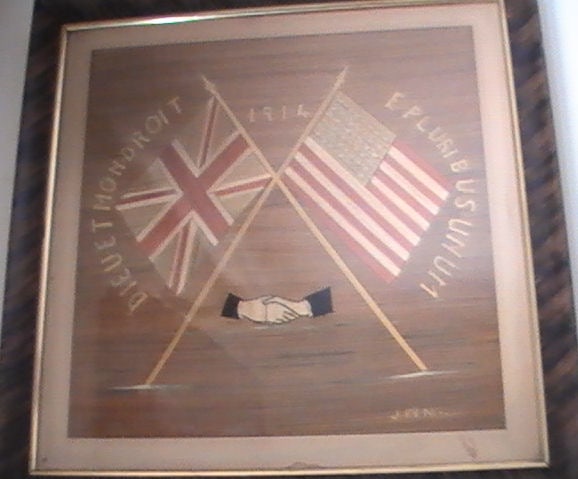 DIEU ET MON DROIT
1914
E PLURIBUS UNUM